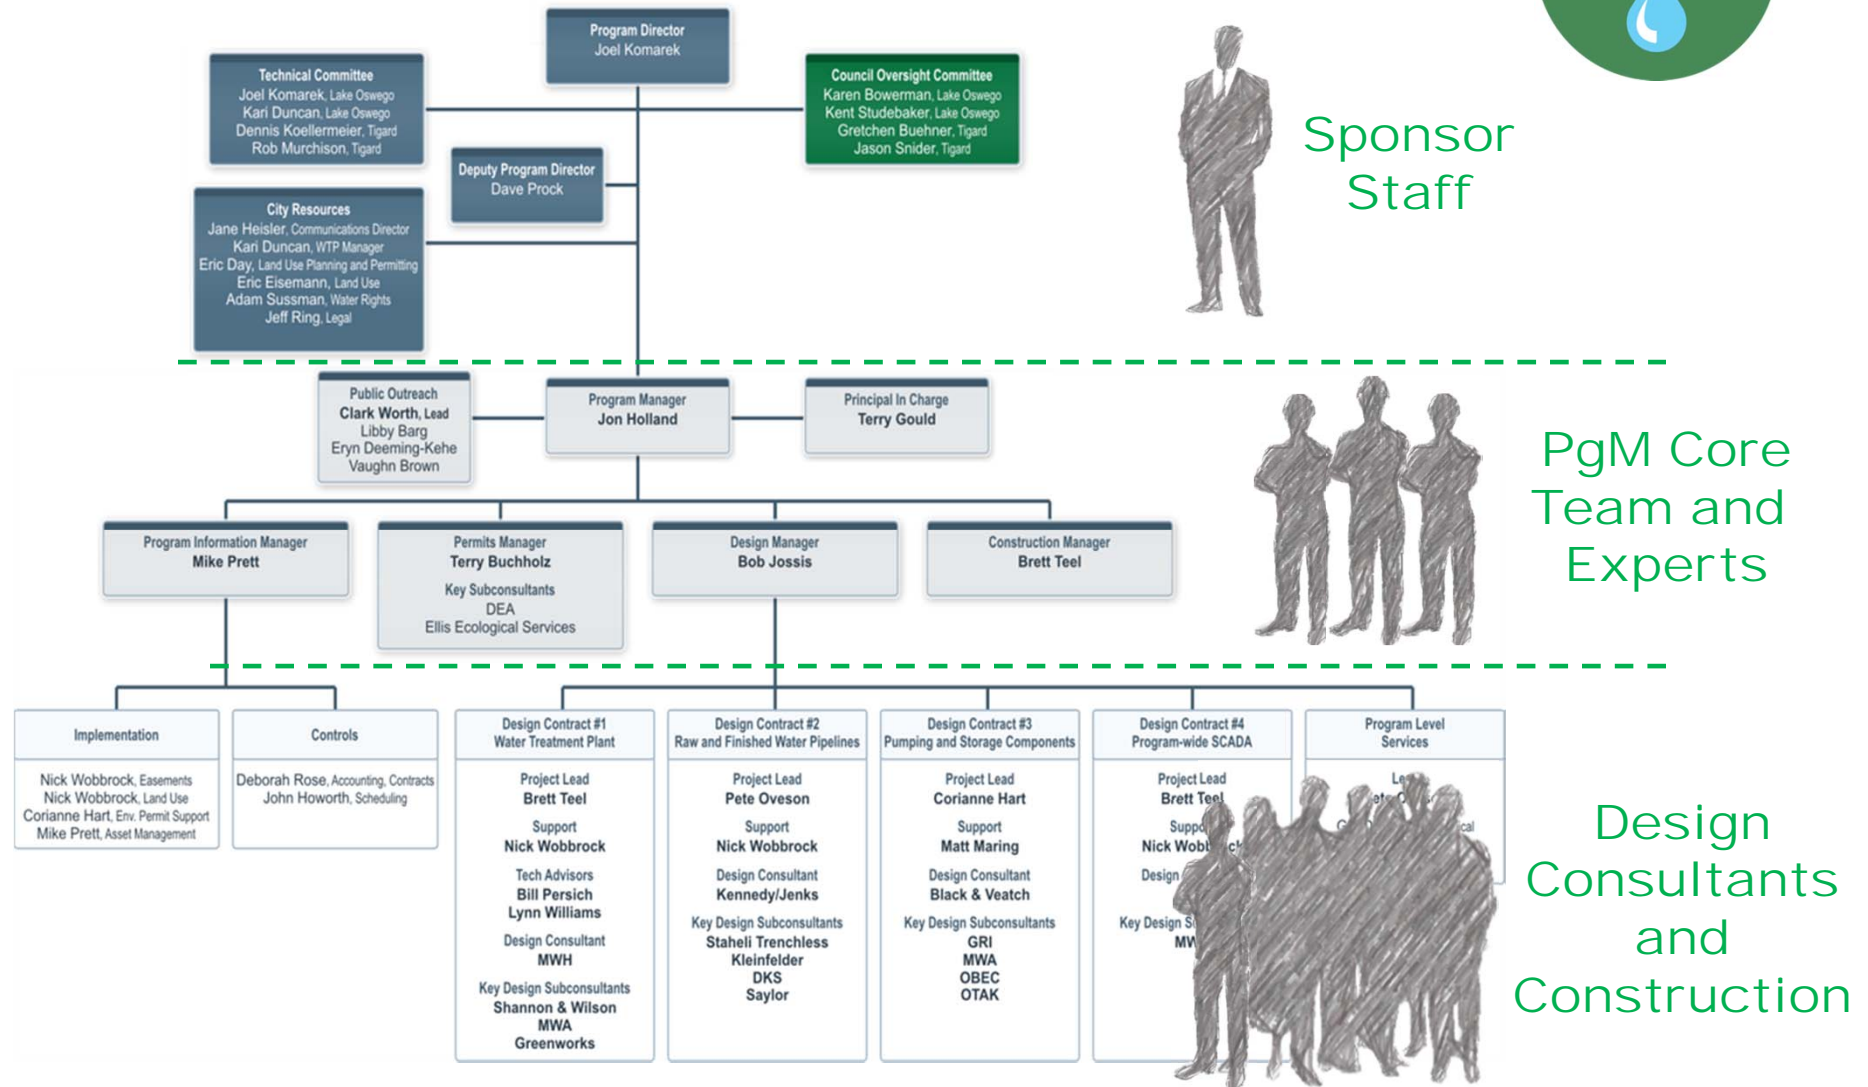 Program Director
Joel Komarek
Technical Committee
Joel Komarek, Lake Oswego
Kari Duncan, Lake Oswego
Dennis Koellermeier, Tigard
Rob Murchison, Tigard
Council Oversight Committee
Karen Bowerman, Lake Oswego
Kent Studebaker, Lake Oswego
Gretchen Buehner, Tigard
Jason Snider, Tigard
Sponsor
Staff
Deputy Program Director
Dave Prock
City Resources
Jane Heisler, Communications Director
Kari Duncan, WTP Manager
Eric Day, Land Use Planning and Permitting
Eric Eisemann, Land Use
Adam Sussman, Water Rights
Jeff Ring, Legal
Public Outreach
Clark Worth, Lead
Libby Barg
Eryn Deeming-Kehe
Vaughn Brown
Program Manager
Jon Holland
Principal In Charge
Terry Gould
PgM Core
Team and
Experts
Program Information Manager
Mike Prett
Permits Manager
Terry Buchholz
Key Subconsultants
DEA
Ellis Ecological Services
Design Manager
Bob Jossis
Construction Manager
Brett Teel
Implementation
Nick Wobbrock, Easements
Nick Wobbrock, Land Use
Corianne Hart, Env. Permit Support
Mike Prett, Asset Management
Controls
Deborah Rose, Accounting, Contracts
John Howorth, Scheduling
Design Contract #1
Water Treatment Plant
Project Lead
Brett Teel
Support
Nick Wobbrock
Tech Advisors
Bill Persich
Lynn Williams
Design Consultant
MWH
Key Design Subconsultants
Shannon & Wilson
MWA
Greenworks
Design Contract #2
Raw and Finished Water Pipelines
Project Lead
Pete Oveson
Support
Nick Wobbrock
Design Consultant
Kennedy/Jenks
Key Design Subconsultants
Staheli Trenchless
Kleinfelder
DKS
Saylor
Design Contract #3
Pumping and Storage Components
Project Lead
Corianne Hart
Support
Matt Maring
Design Consultant
Black & Veatch
Key Design Subconsultants
GRI
MWA
OBEC
OTAK
Design Contract #4
Program-wide SCADA
Project Lead
Brett Teel
Nick Wobbrock
Design
Key Design
Program Level
Services
Design
Consultants
and
Construction